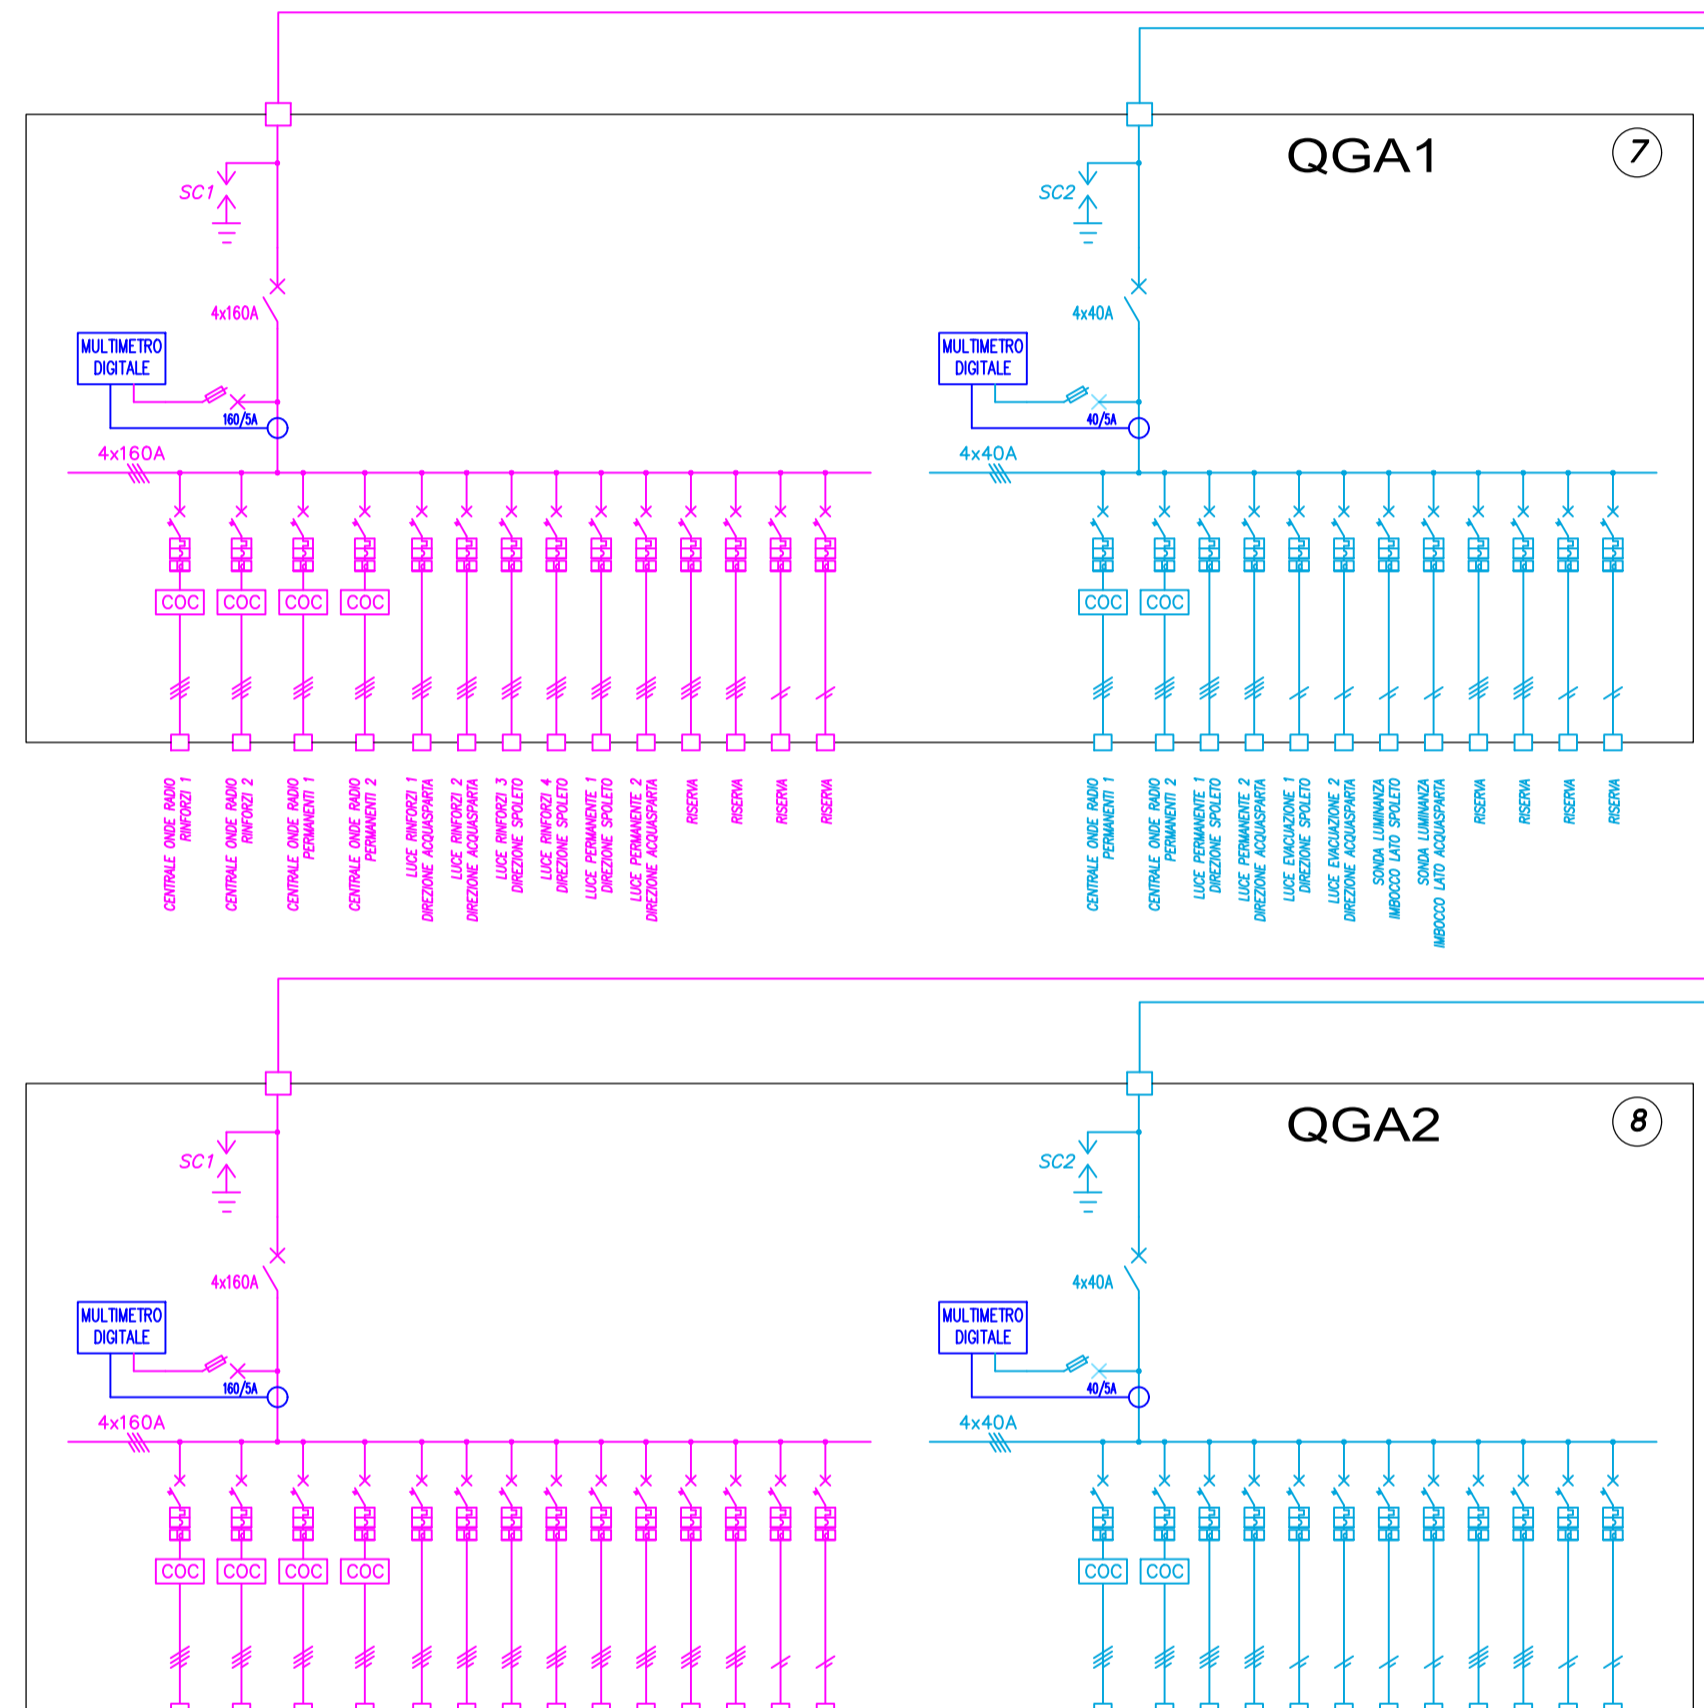 QGA1
7
SC1
4x160A
MULTIMETRO
DIGITALE
160/5A
4x160A
COC
COC
COC
COC
CENTRALE ONDE RADIO
RINFORZI 1
CENTRALE ONDE RADIO
RINFORZI 2
CENTRALE ONDE RADIO
PERMANENTI 1
CENTRALE ONDE RADIO
PERMANENTI 2
LUCE RINFORZI 1
DIREZIONE ACQUASPARTA
LUCE RINFORZI 2
DIREZIONE ACQUASPARTA
LUCE RINFORZI 3
DIREZIONE SPOLETO
LUCE RINFORZI 4
DIREZIONE SPOLETO
LUCE PERMANENTE 1
DIREZIONE SPOLETO
LUCE PERMANENTE 2
DIREZIONE ACQUASPARTA
RISERVA
RISERVA
RISERVA
RISERVA
SC2
4x40A
MULTIMETRO
DIGITALE
40/5A
4x40A
COC
COC
CENTRALE ONDE RADIO
PERMANENTI 1
CENTRALE ONDE RADIO
PERMANENTI 2
LUCE PERMANENTE 1
DIREZIONE SPOLETO
LUCE PERMANENTE 2
DIREZIONE ACQUASPARTA
LUCE EVACUAZIONE 1
DIREZIONE SPOLETO
LUCE EVACUAZIONE 2
DIREZIONE ACQUASPARTA
SONDA LUMINANZA
IMBOCCO LATO SPOLETO
SONDA LUMINANZA
IMBOCCO LATO ACQUASPARTA
RISERVA
RISERVA
RISERVA
RISERVA
QGA2
8
SC1
4x160A
MULTIMETRO
DIGITALE
160/5A
4x160A
COC
COC
COC
COC
SC2
4x40A
MULTIMETRO
DIGITALE
40/5A
4x40A
COC
COC